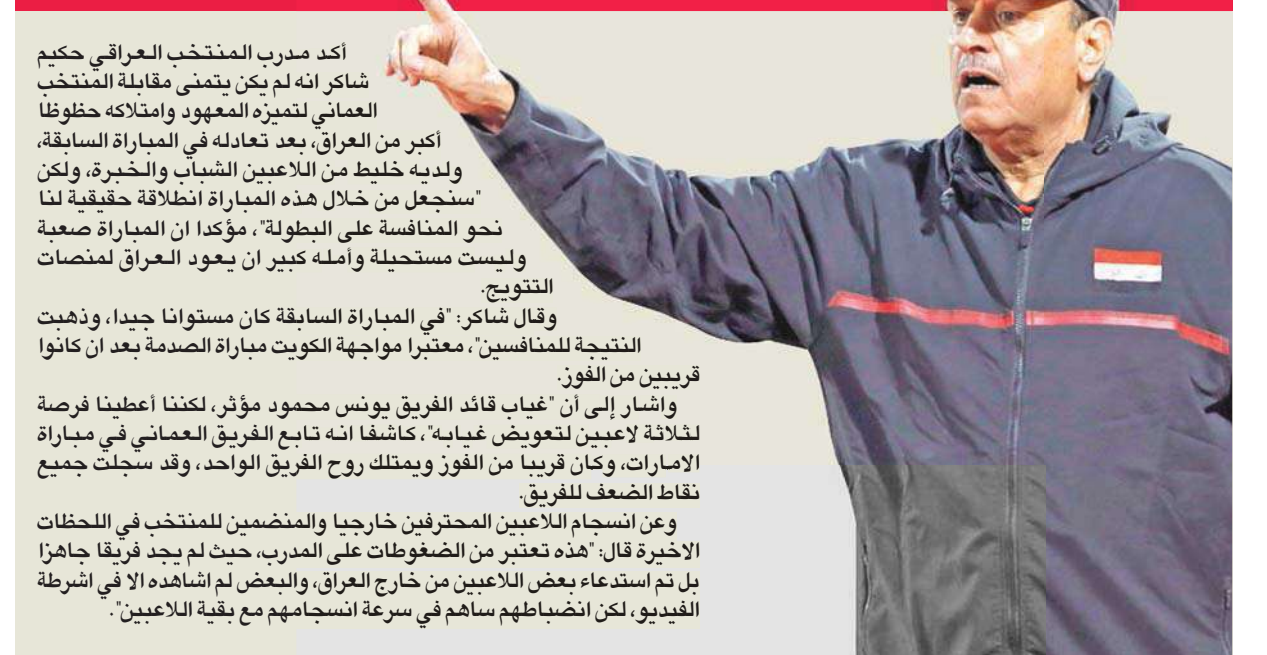 أكد مدرب المنتخب العراقي حكيم
شاكر انه لم يكن يتمنى مقابلة المنتخب
العماني لتميزه المعهود وامتلاكه حظوظا
أكبر من العراق، بعد تعادله في المباراة السابقة،
ولديه خليط من اللاعبين الشباب والخبرة، ولكن
"سنجعل من خلال هذه المباراة انطلاقة حقيقية لنا
نحو المنافسة على البطولة"، مؤكدا ان المباراة صعبة
وليست مستحيلة وأمله كبير ان يعود العراق لمنصات
التتويج.
وقال شاكر: "في المباراة السابقة كان مستوانا جيدا، وذهبت
النتيجة للمنافسين"، معتبرا مواجهة الكويت مباراة الصدمة بعد ان كانوا
قريبين من الفوز.
واشار إلى أن "غياب قائد الفريق يونس محمود مؤثر، لكننا أعطينا فرصة
لثلاثة لاعبين لتعويض غيابه"، كاشفا انه تابع الفريق العماني في مباراة
الامارات، وكان قريبا من الفوز ويمتلك روح الفريق الواحد، وقد سجلت جميع
نقاط الضعف للفريق.
وعن انسجام اللاعبين المحترفين خارجيا والمنضمين للمنتخب في اللحظات
الاخيرة قال: "هذه تعتبر من الضغوطات على المدرب، حيث لم يجد فريقا جاهزا
بل تم استدعاء بعض اللاعبين من خارج العراق، والبعض لم اشاهده الا في اشرطة
الفيديو، لكن انضباطهم ساهم في سرعة انسجامهم مع بقية اللاعبين".